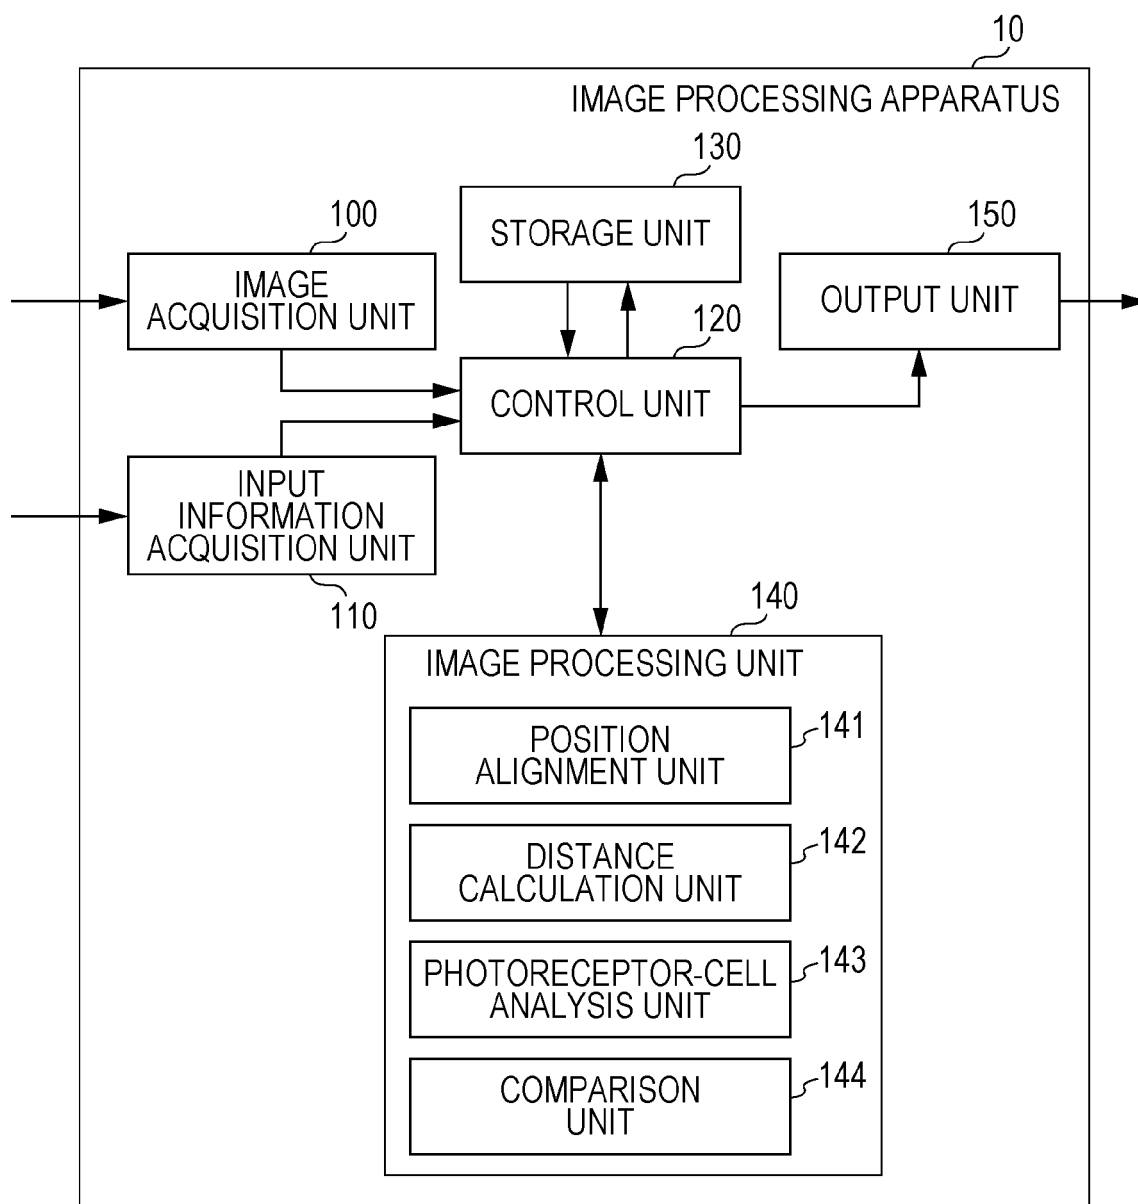 10
IMAGE PROCESSING APPARATUS
130
STORAGE UNIT
100
IMAGE
ACQUISITION UNIT
150
OUTPUT UNIT
120
CONTROL UNIT
INPUT
INFORMATION
ACQUISITION UNIT
110
140
IMAGE PROCESSING UNIT
POSITION
ALIGNMENT UNIT
141
DISTANCE
CALCULATION UNIT
142
PHOTORECEPTOR-CELL
ANALYSIS UNIT
143
COMPARISON
UNIT
144